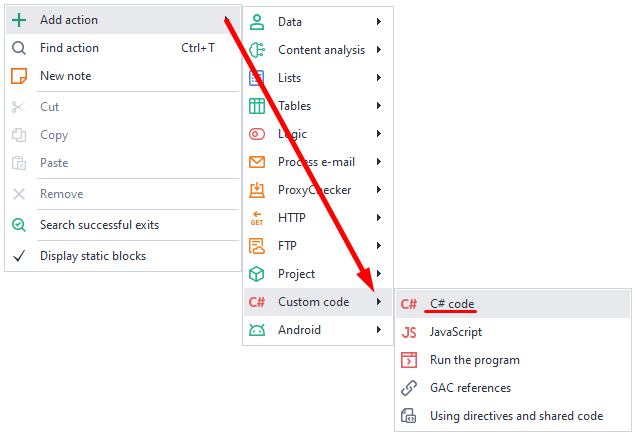 Add action
Find action Ctrl+T
New note
Cut
Copy
Paste
Remove
Search successful exits
Display static blocks
Data
Content analysis
Lists
Tables
Logic
Process e-mail
ProxyChecker
GET HTTP
FTP
Project
C# Custom code
Android
C# C# code
JS JavaScript
Run the program
GAC references
Using directives and shared code